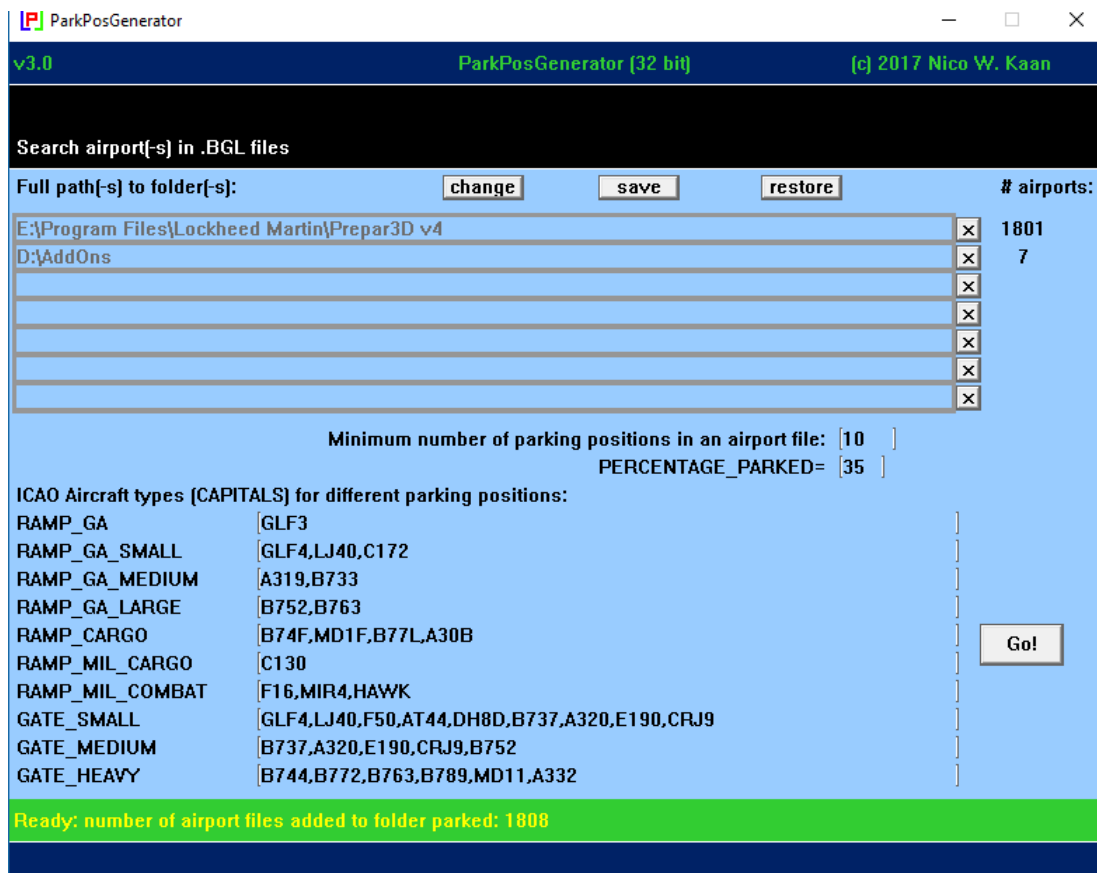 ParkPosGenerator
v3.0 ParkPosGenerator (32 bit) (c) 2017 Nico W. Kaan
Search airport(-s) in .BGL files
Full path(-s) to folder(-s): change save restore # airports:
E:\Program Files\Lockheed Martin\Prepar3D v4 x 1801
D:\AddOns x 7
x
x
x
x
x
Minimum number of parking positions in an airport file: [10 ]
PERCENTAGE_PARKED= [35 ]
ICAO Aircraft types (CAPITALS) for different parking positions:
RAMP_GA [GLF3 ]
RAMP_GA_SMALL [GLF4,LJ40,C172 ]
RAMP_GA_MEDIUM [A319,B733 ]
RAMP_GA_LARGE [B752,B763 ]
RAMP_CARGO [B74F,MD1F,B77L,A30B ]
Go!
RAMP_MIL_CARGO [C130 ]
RAMP_MIL_COMBAT [F16,MIR4,HAWK ]
GATE_SMALL [GLF4,LJ40,F50,AT44,DH8D,B737,A320,E190,CRJ9 ]
GATE_MEDIUM [B737,A320,E190,CRJ9,B752 ]
GATE_HEAVY [B744,B772,B763,B789,MD11,A332 ]
Ready: number of airport files added to folder parked: 1808